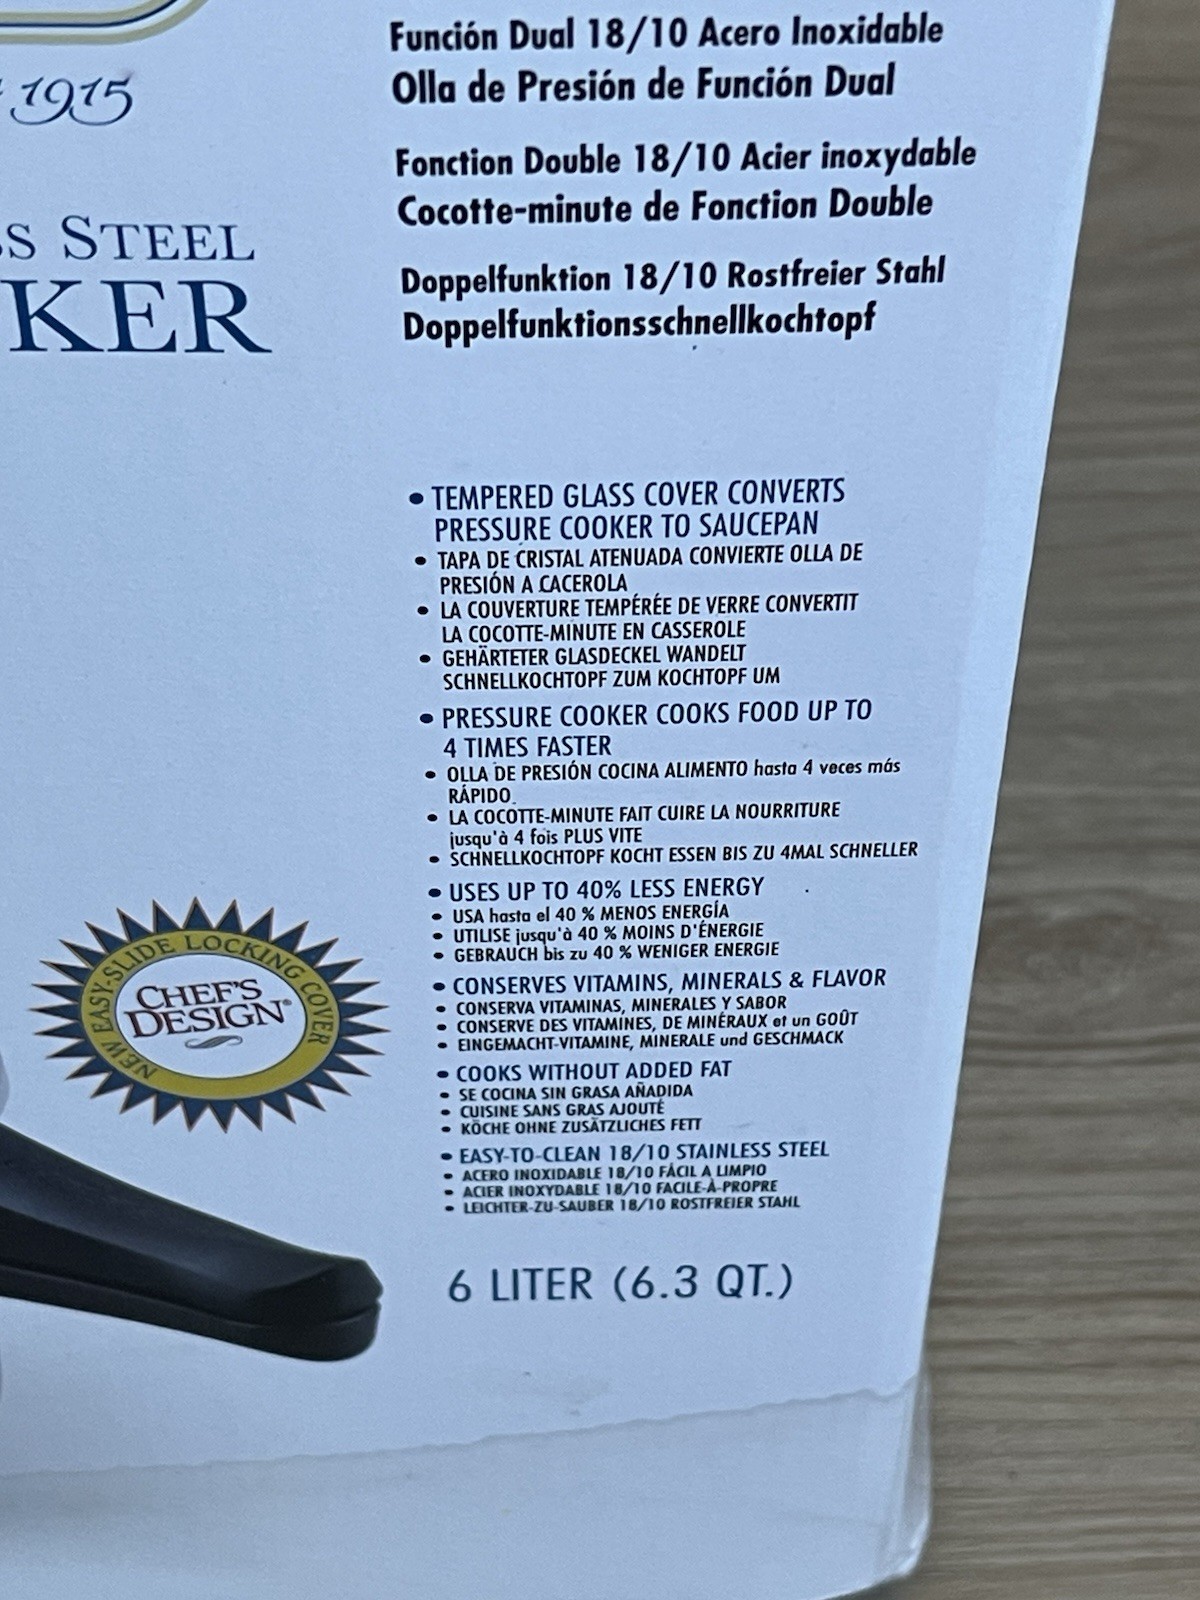 1915
STEEL
KER
Función Dual 18/10 Acero Inoxidable
Olla de Presión de Función Dual
Fonction Double 18/10 Acier inoxydable
Cocotte-minute de Fonction Double
Doppelfunktion 18/10 Rostfreier Stahl
Doppelfunktionsschnellkochtopf
• TEMPERED GLASS COVER CONVERTS
PRESSURE COOKER TO SAUCEPAN
• TAPA DE CRISTAL ATENUADA CONVIERTE OLLA DE
PRESIÓN A CACEROLA
• LA COUVERTURE TEMPÉRÉE DE VERRE CONVERTIT
LA COCOTTE-MINUTE EN CASSEROLE
• GEHÄRTETER GLASDECKEL WANDELT
SCHNELLKOCHTOPF ZUM KOCHTOPF UM
• PRESSURE COOKER COOKS FOOD UP TO
4 TIMES FASTER
• OLLA DE PRESIÓN COCINA ALIMENTO hasta 4 veces más
RÁPIDO
• LA COCOTTE-MINUTE FAIT CUIRE LA NOURRITURE
jusqu'à 4 fois PLUS VITE
• SCHNELLKOCHTOPF KOCHT ESSEN BIS ZU 4MAL SCHNELLER
• USES UP TO 40% LESS ENERGY
• USA hasta el 40 % MENOS ENERGÍA
• UTILISE jusqu'à 40 % MOINS D'ÉNERGIE
• GEBRAUCH bis zu 40 % WENIGER ENERGIE
• CONSERVES VITAMINS, MINERALS & FLAVOR
• CONSERVA VITAMINAS, MINERALES Y SABOR
• CONSERVE DES VITAMINES, DE MINÉRAUX et un GOÛT
• EINGEMACHT-VITAMINE, MINERALE und GESCHMACK
• COOKS WITHOUT ADDED FAT
• SE COCINA SIN GRASA AÑADIDA
• CUISINE SANS GRAS AJOUTÉ
• KÖCHE OHNE ZUSÄTZLICHES FETT
• EASY-TO-CLEAN 18/10 STAINLESS STEEL
• ACERO INOXIDABLE 18/10 FÁCIL A LIMPIO
• ACIER INOXYDABLE 18/10 FACILE-À-PROPRE
• LEICHTER-ZU-SAUBER 18/10 ROSTFREIER STAHL
6 LITER (6.3 QT.)
NEW EASY-SLIDE LOCKING COVER
CHEF'S
DESIGN®